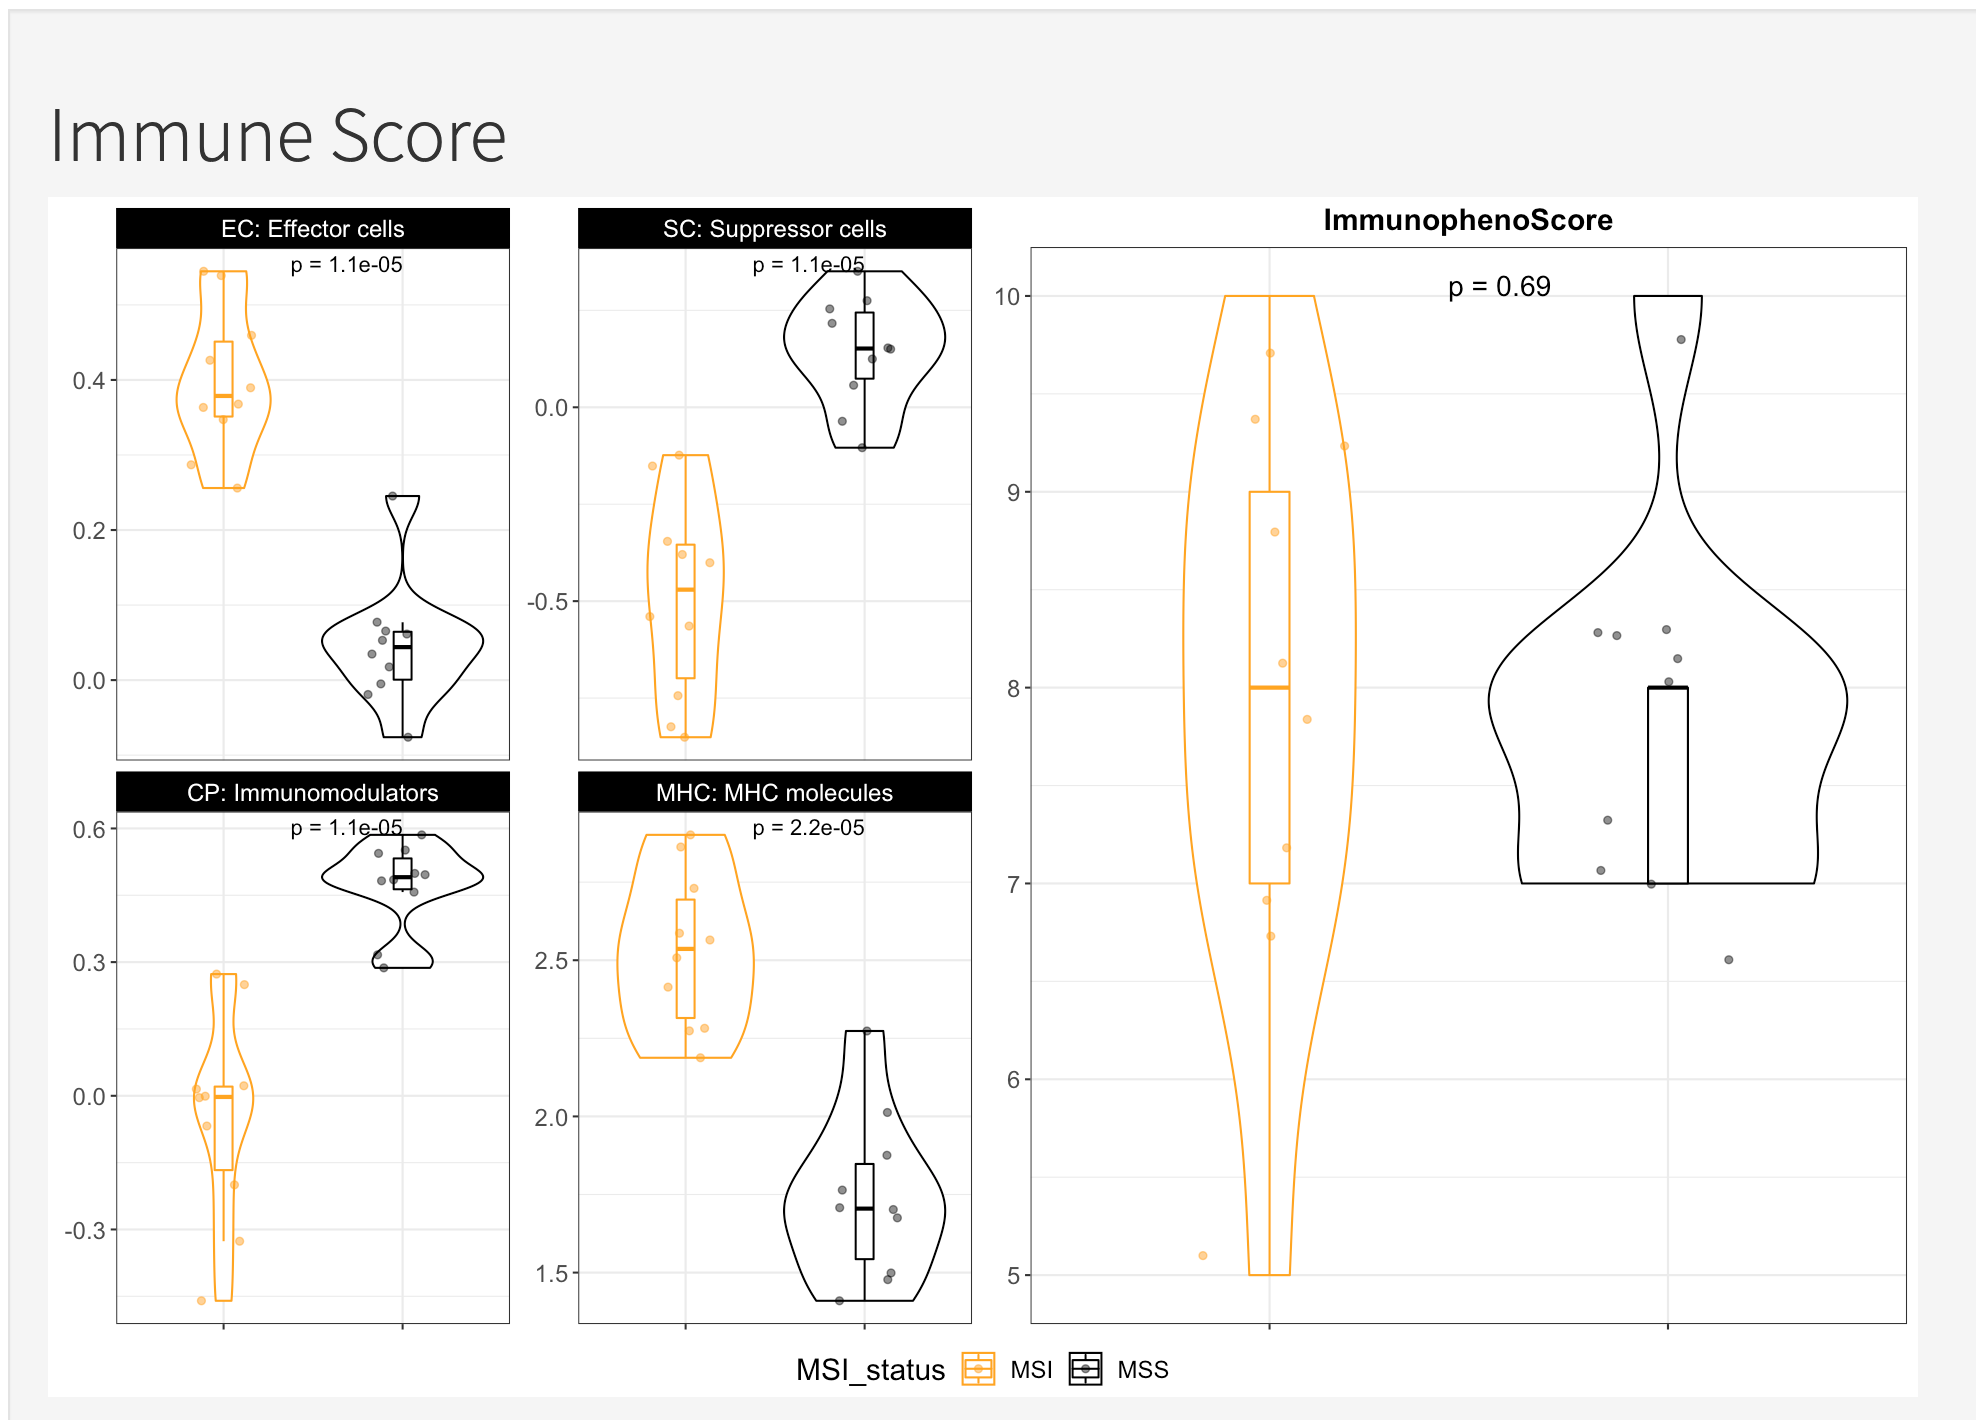 Immune Score
EC: Effector cells
p = 1.1e-05
0.4
0.2
0.0
SC: Suppressor cells
p = 1.1e-05
0.0
-0.5
CP: Immunomodulators
p = 1.1e-05
0.6
0.3
0.0
-0.3
MHC: MHC molecules
p = 2.2e-05
2.5
2.0
1.5
ImmunophenoScore
p = 0.69
10
9
8
7
6
5
MSI_status MSI MSS